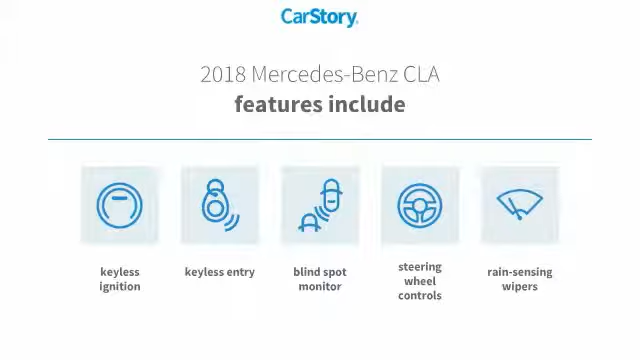 CarStory
2018 Mercedes-Benz CLA
features include
keyless
ignition
keyless entry
blind spot
monitor
steering
wheel
controls
rain-sensing
wipers